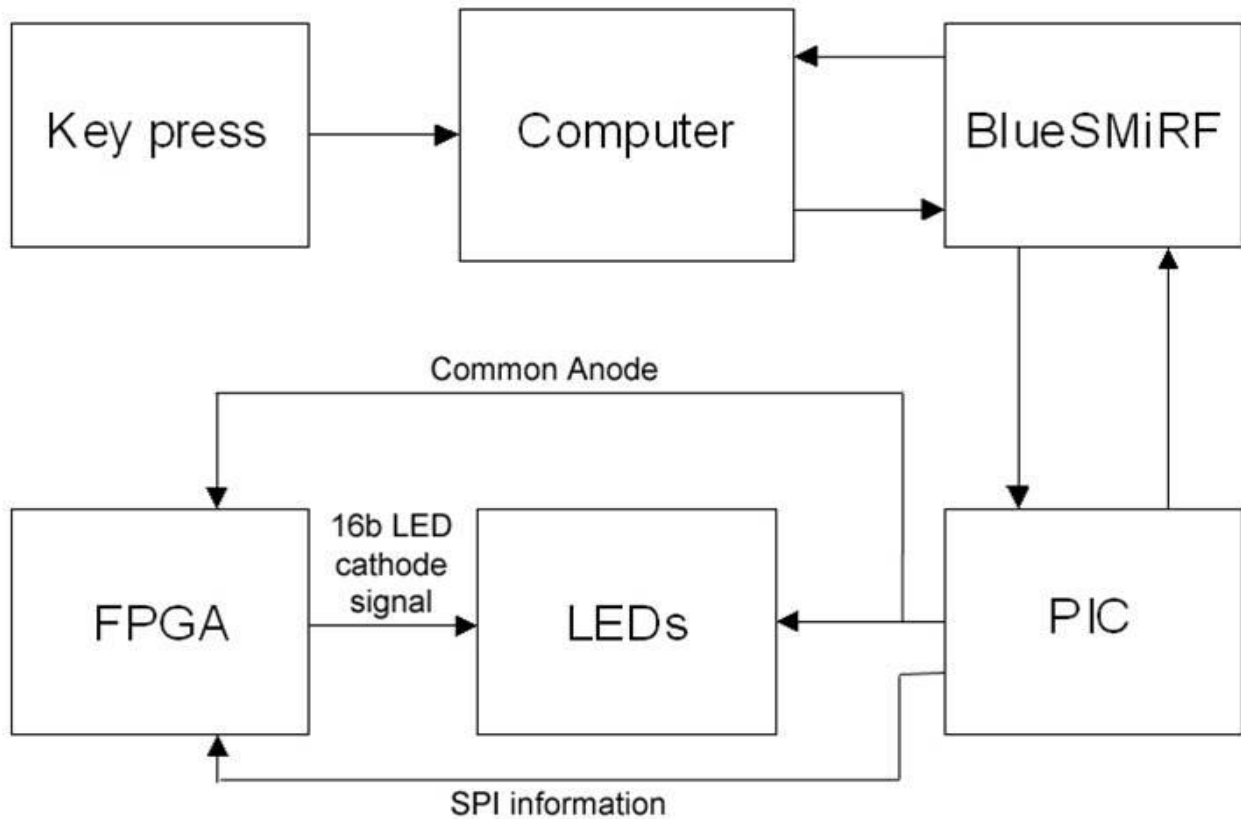 Key press
Computer
BlueSMiRF
Common Anode
FPGA
16b LED
cathode
signal
LEDs
PIC
SPI information